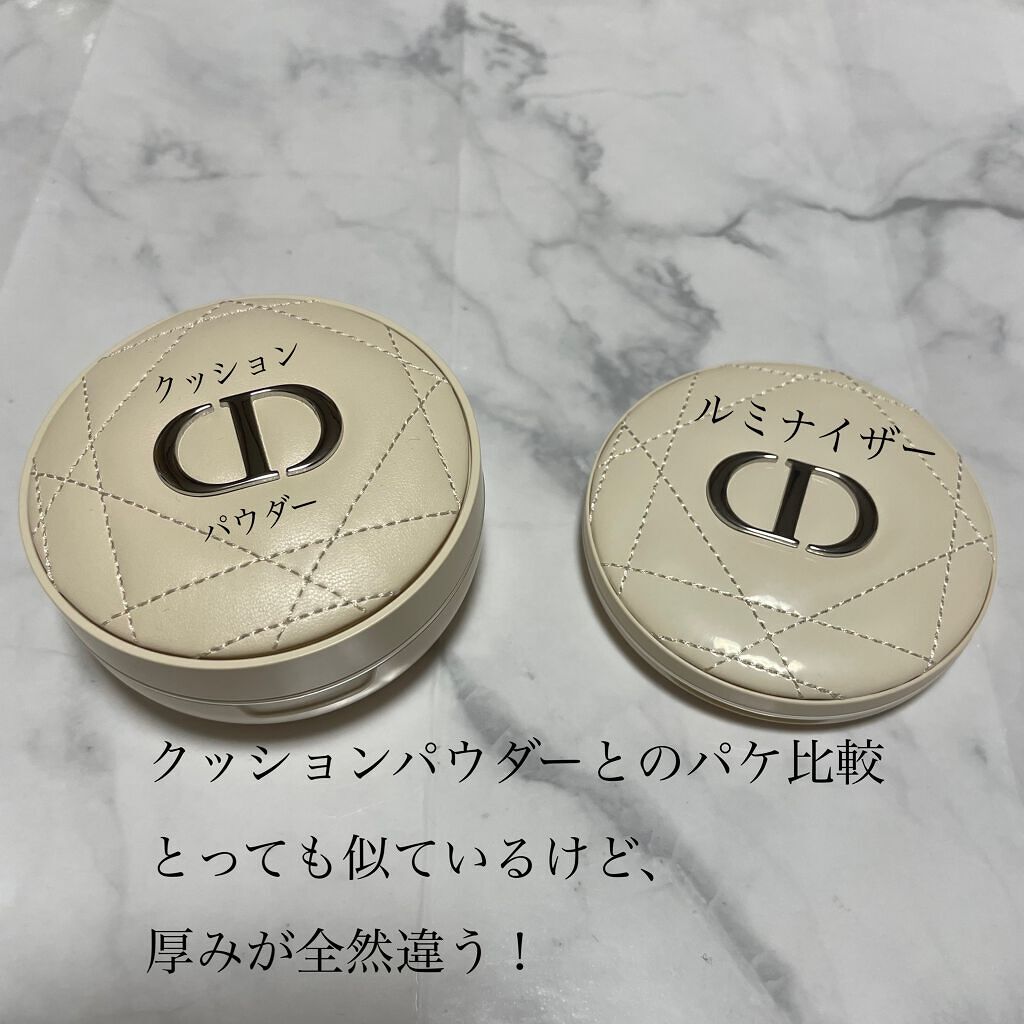 クッション
CD
パウダー
ルミナイザー
CD
クッションパウダーとのパケ比較
とっても似ているけど、
厚みが全然違う！